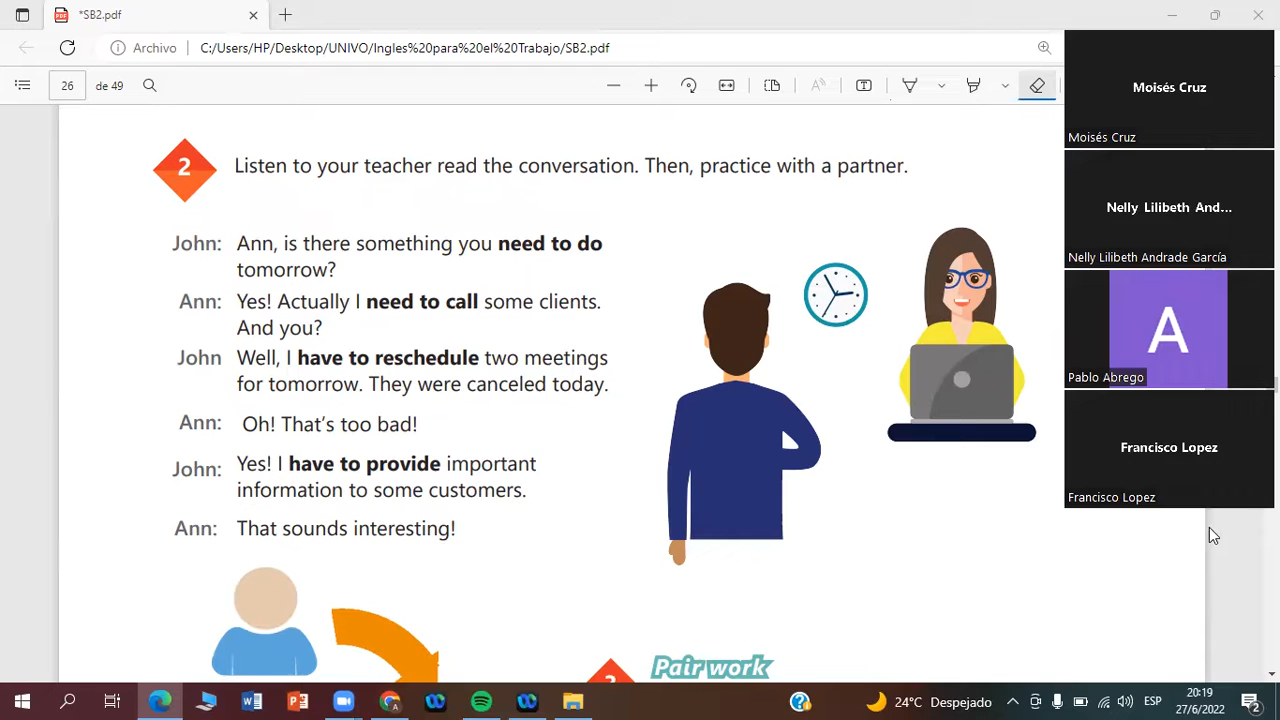 *SB2.pdf
Archivo
C:/Users/HP/Desktop/UNIVO/Ingles%20para%20el%20Trabajo/SB2.pdf
26
de 49
2
Listen to your teacher read the conversation. Then, practice with a partner.
John:
Ann, is there something you need to do
tomorrow?
Ann:
Yes! Actually I need to call some clients.
And you?
John
Well, I have to reschedule two meetings
for tomorrow. They were canceled today.
Ann:
Oh! That's too bad!
John:
Yes! I have to provide important
information to some customers.
Ann:
That sounds interesting!
Pair work
Moisés Cruz
Moisés Cruz
Nelly Lilibeth And...
Nelly Lilibeth Andrade García
A
Pablo Abrego
Francisco Lopez
Francisco Lopez
24°C Despejado
ESP
20:19
27/6/2022
2